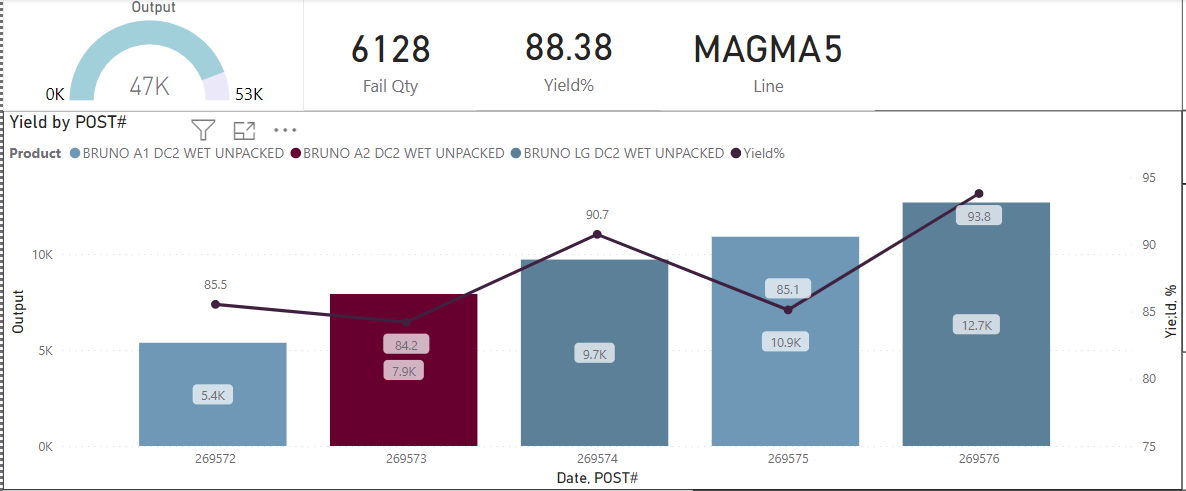 Output
47K
0K
53K
6128
Fail Qty
88.38
Yield%
MAGMA5
Line
Yield by POST#
Product BRUNO A1 DC2 WET UNPACKED BRUNO A2 DC2 WET UNPACKED BRUNO LG DC2 WET UNPACKED Yield%
Output
10K
5K
0K
85.5
5.4K
84.2
7.9K
90.7
9.7K
85.1
10.9K
93.8
12.7K
95
90
85
80
75
Yie:ld. %
269572 269573 269574 269575 269576
Date, POST#